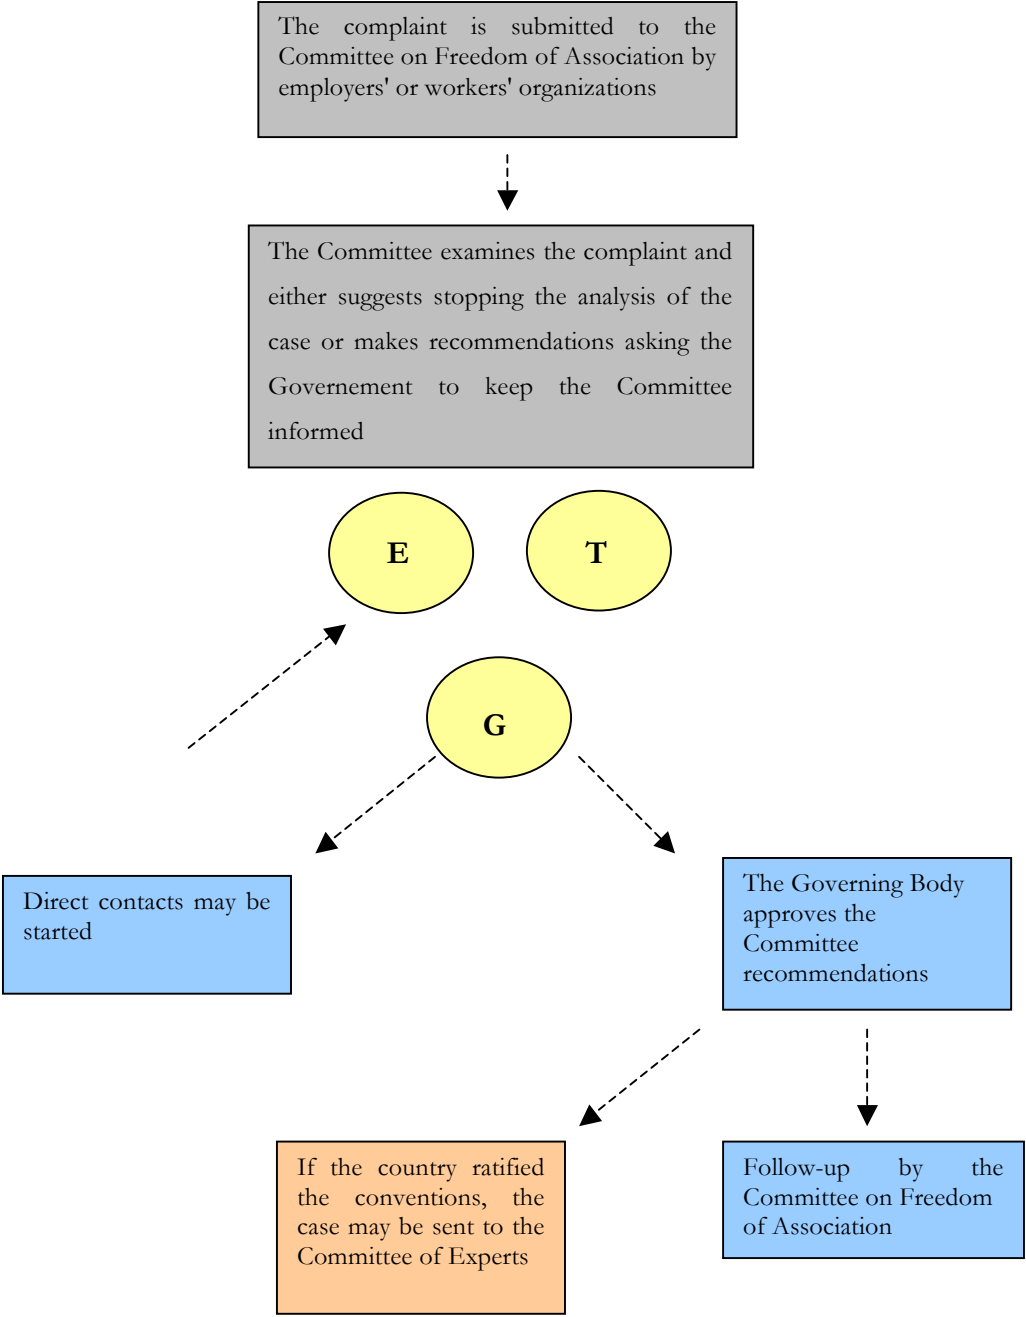 The complaint is submitted to the
Committee on Freedom of Association by
employers' or workers' organizations
The Committee examines the complaint and
either suggests stopping the analysis of the
case or makes recommendations asking the
Governement to keep the Committee
informed
E
T
G
Direct contacts may be
started
The Governing Body
approves the
Committee
recommendations
If the country ratified
the conventions, the
case may be sent to the
Committee of Experts
Follow-up by the
Committee on Freedom
of Association